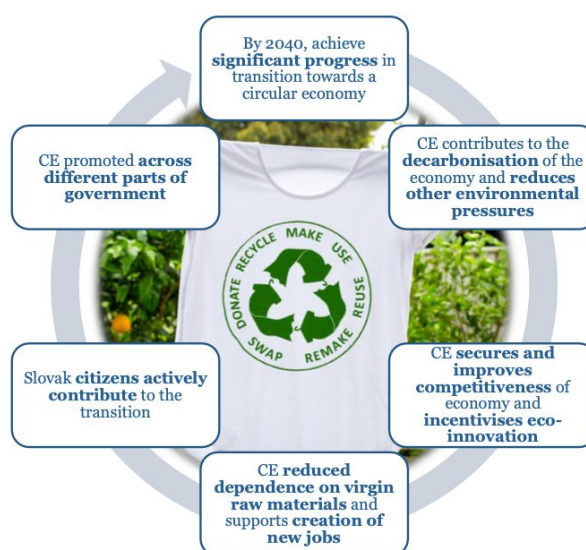 By 2040, achieve
significant progress in
transition towards a
circular economy
CE contributes to the
decarbonisation of the
economy and reduces
other environmental
pressures
CE secures and
improves
competitiveness of
economy and
incentivises eco-
innovation
CE reduced
dependence on virgin
raw materials and
supports creation of
new jobs
Slovak citizens actively
contribute to the
transition
CE promoted across
different parts of
government
DONATE RECYCLE MAKE USE REUSE REMAKE SWAP